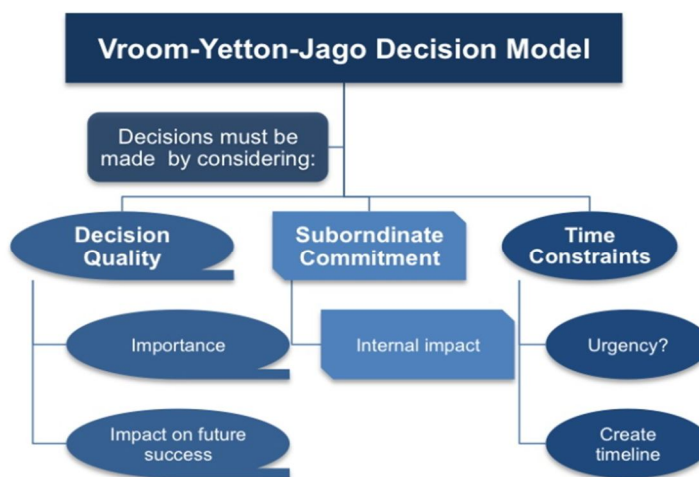 Vroom-Yetton-Jago Decision Model
Decisions must be
made by considering:
Decision
Quality
Suborndinate
Commitment
Time
Constraints
Importance
Internal impact
Urgency?
Impact on future
success
Create
timeline